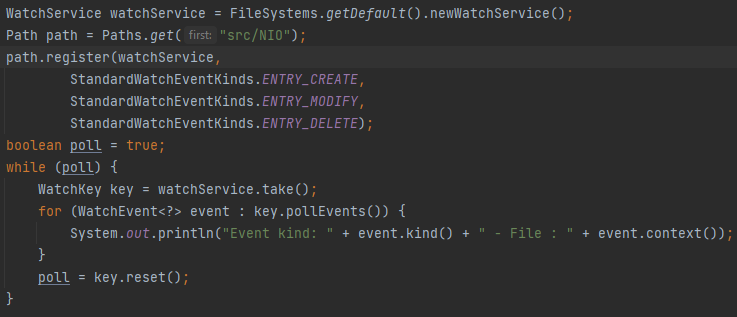 WatchService watchService = FileSystems.getDefault().newWatchService();
Path path = Paths.get( first: "src/NIO");
path.register(watchService,
        StandardWatchEventKinds.ENTRY_CREATE,
        StandardWatchEventKinds.ENTRY_MODIFY,
        StandardWatchEventKinds.ENTRY_DELETE);
boolean poll = true;
while (poll) {
    WatchKey key = watchService.take();
    for (WatchEvent<?> event : key.pollEvents()) {
        System.out.println("Event kind: " + event.kind() + " - File : " + event.context());
    }
    poll = key.reset();
}